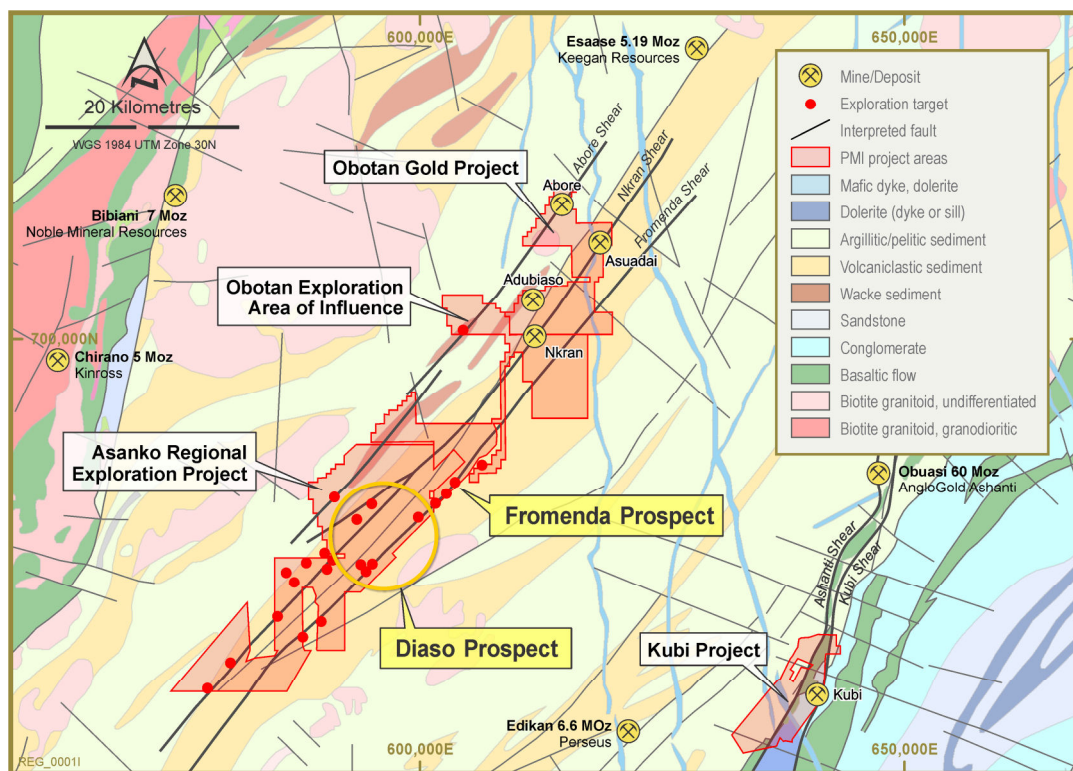 600,000E
650,000E
Esaase 5.19 Moz
Keegan Resources
20 Kilometres
WGS 1984 UTM Zone 30N
Mine/Deposit
Exploration target
Interpreted fault
PMI project areas
Mafic dyke, dolerite
Dolerite (dyke or sill)
Argillitic/pelitic sediment
Volcaniclastic sediment
Wacke sediment
Sandstone
Conglomerate
Basaltic flow
Biotite granitoid, undifferentiated
Biotite granitoid, granodioritic
Abore Shear
Nkran Shear
Fromenda Shear
Obotan Gold Project
Abore
Bibiani 7 Moz
Noble Mineral Resources
Asuadai
Adubiaso
Obotan Exploration
Area of Influence
700,000N
Nkran
Chirano 5 Moz
Kinross
Asanko Regional
Exploration Project
Obuasi 60 Moz
AngloGold Ashanti
Fromenda Prospect
Ashanti Shear
Kubi Shear
Diaso Prospect
Kubi Project
Kubi
Edikan 6.6 MOz
Perseus
600,000E
650,000E
REG_0001I